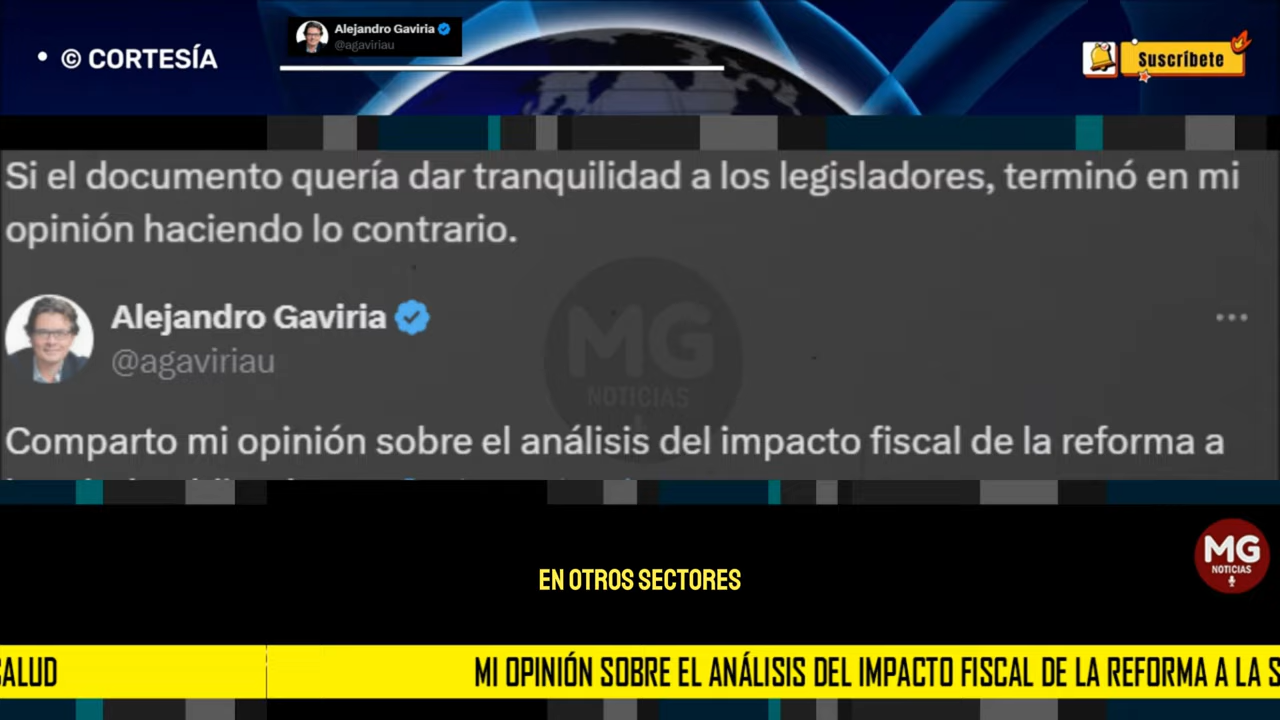 • © CORTESÍA
Alejandro Gaviria
@agaviriau
Suscríbete
Si el documento quería dar tranquilidad a los legisladores, terminó en mi
opinión haciendo lo contrario.
Alejandro Gaviria
@agaviriau
MG
NOTICIAS
Comparto mi opinión sobre el análisis del impacto fiscal de la reforma a
EN OTROS SECTORES
MG
NOTICIAS
SALUD
MI OPINIÓN SOBRE EL ANÁLISIS DEL IMPACTO FISCAL DE LA REFORMA A LA S